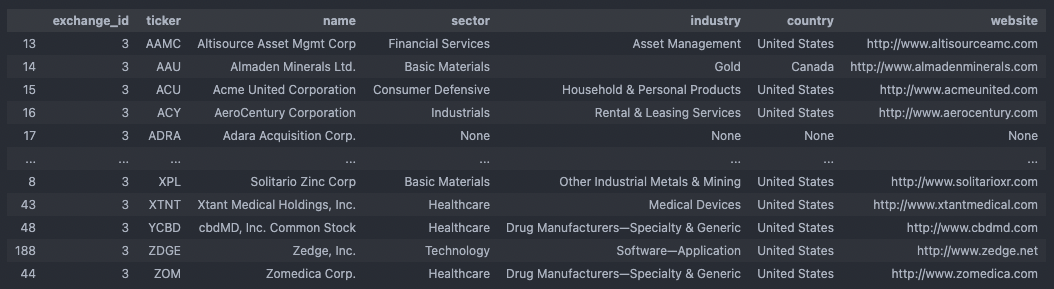 exchange_id ticker name sector industry country website
13 3 AAMC Altisource Asset Mgmt Corp Financial Services Asset Management United States http://www.altisourceamc.com
14 3 AAU Almaden Minerals Ltd. Basic Materials Gold Canada http://www.almadenminerals.com
15 3 ACU Acme United Corporation Consumer Defensive Household & Personal Products United States http://www.acmeunited.com
16 3 ACY AeroCentury Corporation Industrials Rental & Leasing Services United States http://www.aerocentury.com
17 3 ADRA Adara Acquisition Corp. None None None None
... ... ... ... ... ... ... ...
8 3 XPL Solitario Zinc Corp Basic Materials Other Industrial Metals & Mining United States http://www.solitarioxr.com
43 3 XTNT Xtant Medical Holdings, Inc. Healthcare Medical Devices United States http://www.xtantmedical.com
48 3 YCBD cbdMD, Inc. Common Stock Healthcare Drug Manufacturers—Specialty & Generic United States http://www.cbdmd.com
188 3 ZDGE Zedge, Inc. Technology Software—Application United States http://www.zedge.net
44 3 ZOM Zomedica Corp. Healthcare Drug Manufacturers—Specialty & Generic United States http://www.zomedica.com